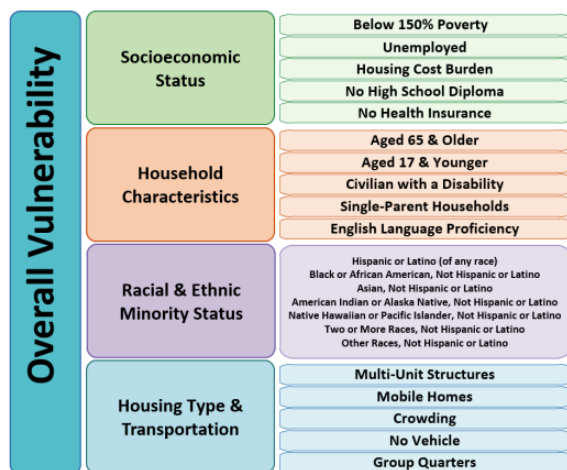 Overall Vulnerability
Socioeconomic
Status
Below 150% Poverty
Unemployed
Housing Cost Burden
No High School Diploma
No Health Insurance
Household
Characteristics
Aged 65 & Older
Aged 17 & Younger
Civilian with a Disability
Single-Parent Households
English Language Proficiency
Racial & Ethnic
Minority Status
Hispanic or Latino (of any race)
Black or African American, Not Hispanic or Latino
Asian, Not Hispanic or Latino
American Indian or Alaska Native, Not Hispanic or Latino
Native Hawaiian or Pacific Islander, Not Hispanic or Latino
Two or More Races, Not Hispanic or Latino
Other Races, Not Hispanic or Latino
Housing Type &
Transportation
Multi-Unit Structures
Mobile Homes
Crowding
No Vehicle
Group Quarters